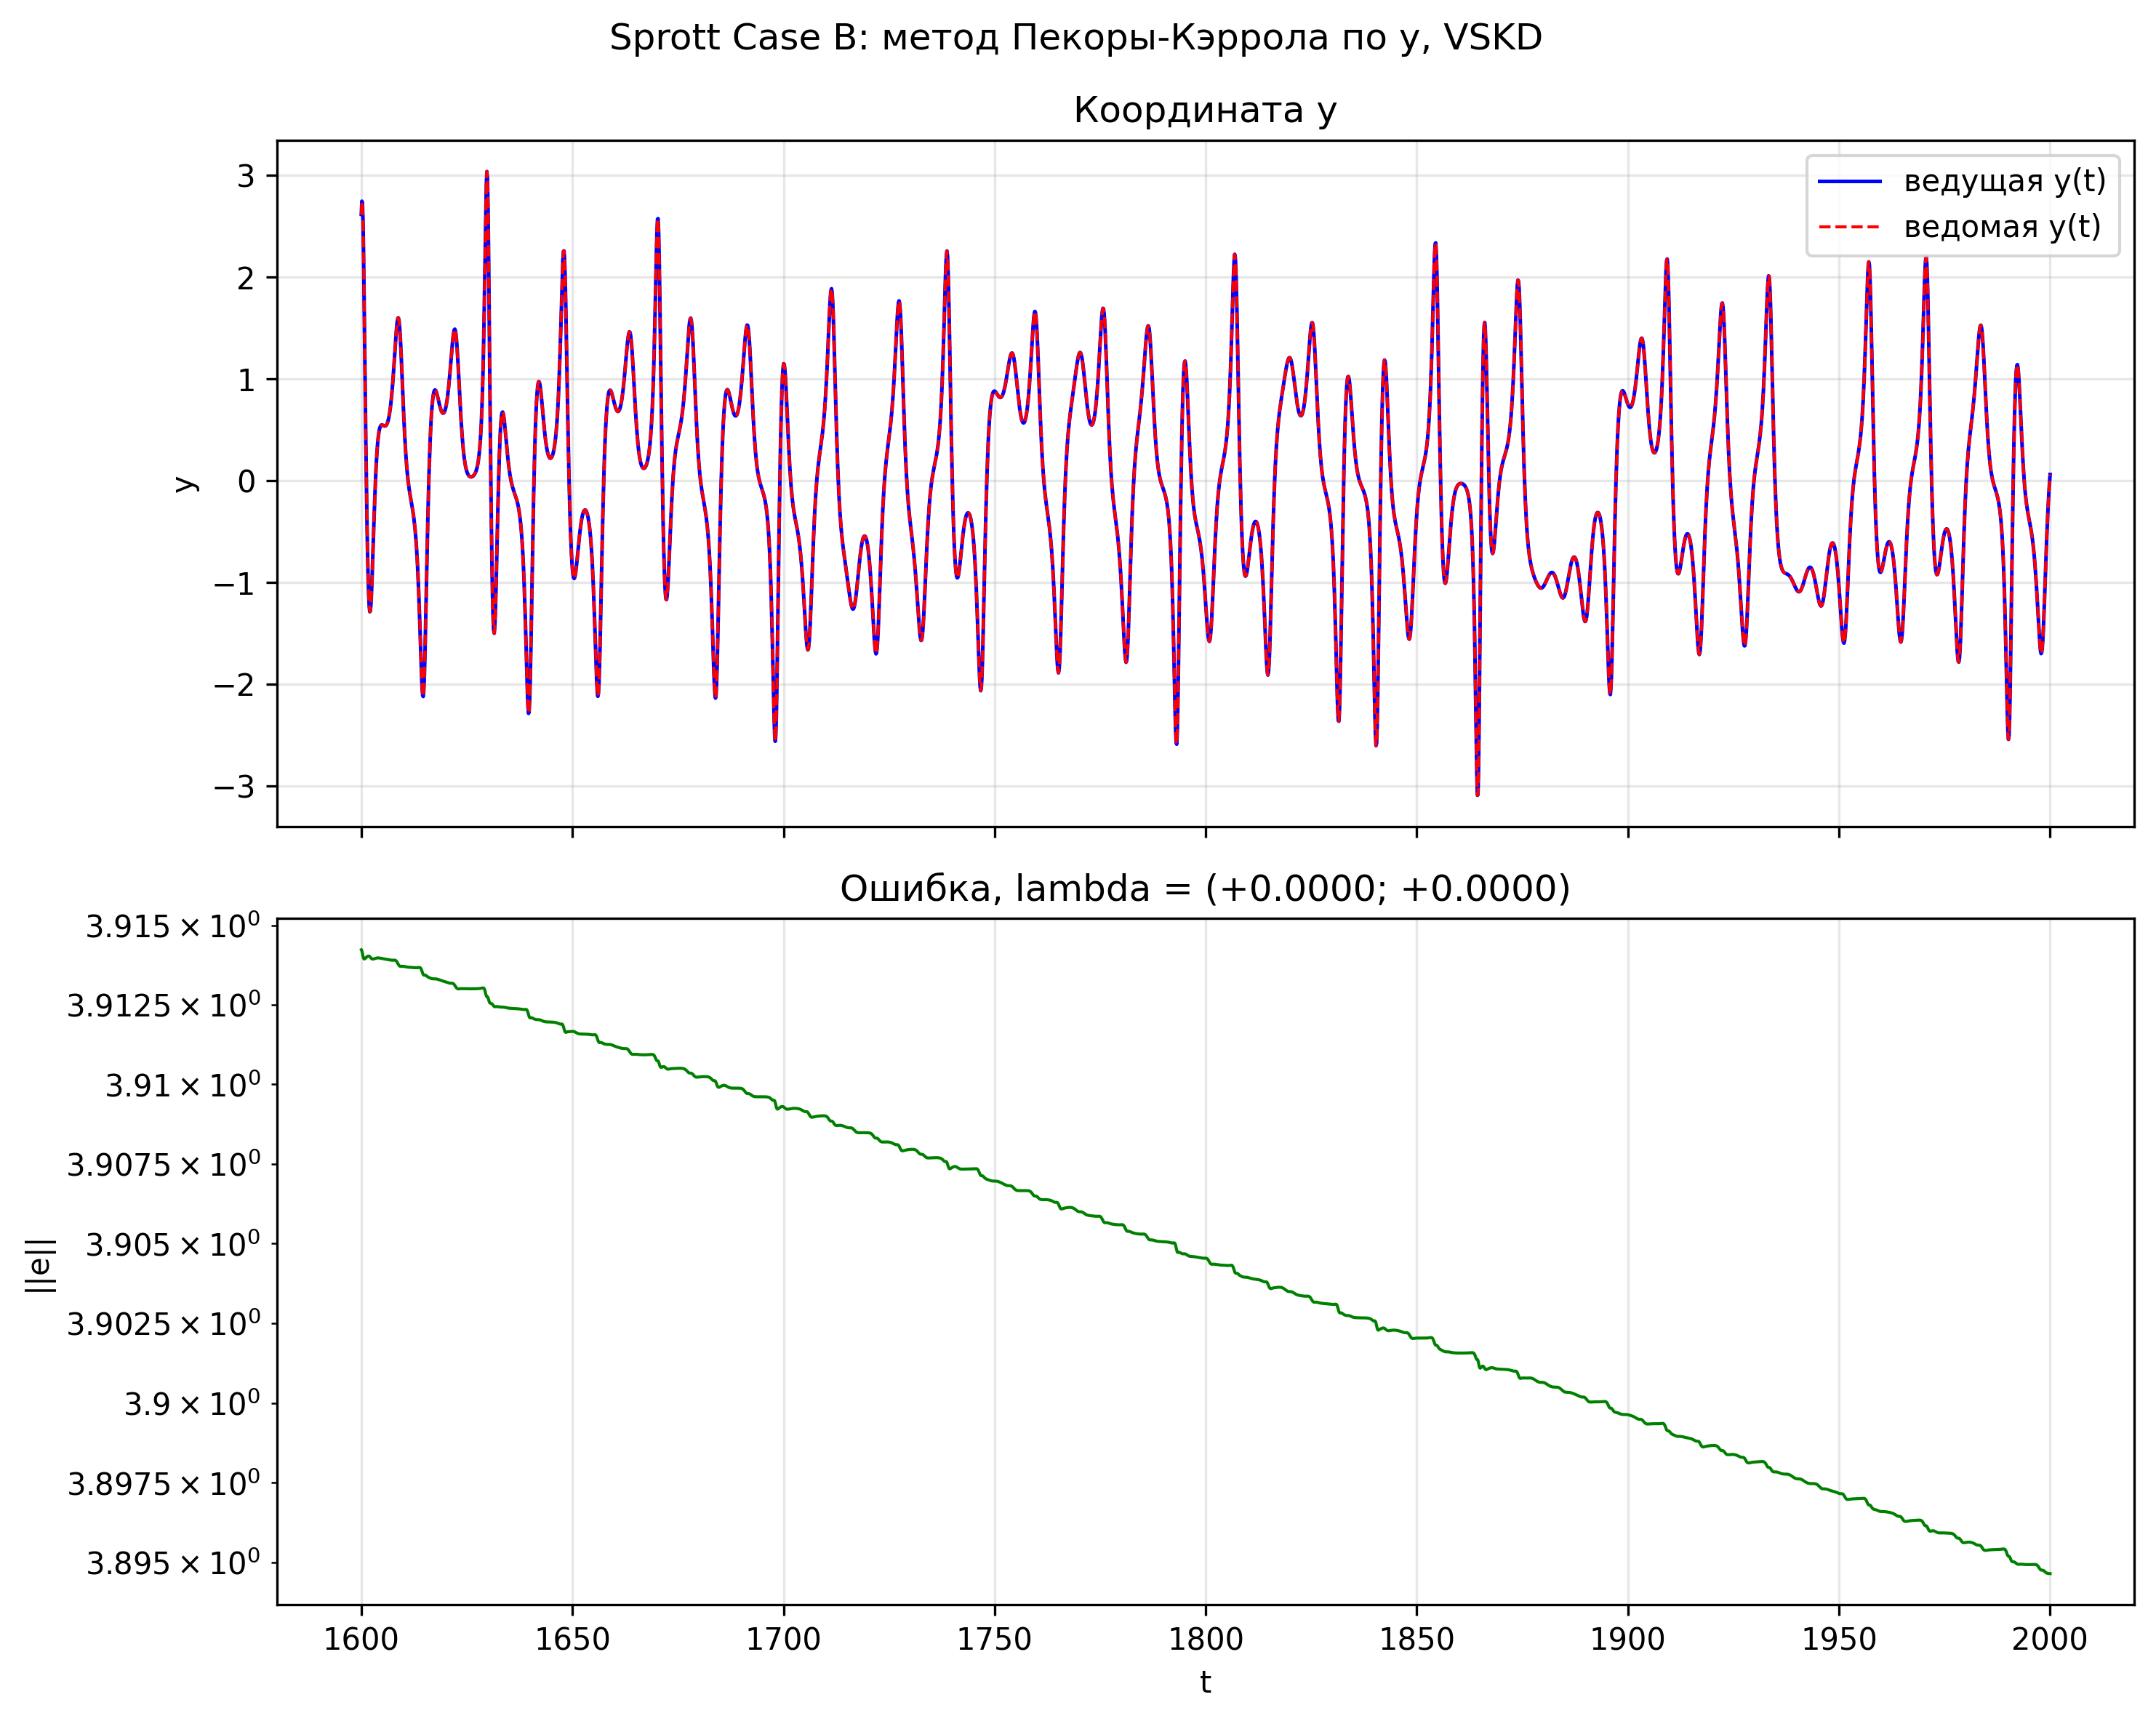 Sprott Case B: метод Пекоры-Кэррола по y, VSKD
Координата y
ведущая y(t)
ведомая y(t)
3
2
1
0
−1
−2
−3
y
Ошибка, lambda = (+0.0000; +0.0000)
3.915 × 10⁰
3.9125 × 10⁰
3.91 × 10⁰
3.9075 × 10⁰
3.905 × 10⁰
3.9025 × 10⁰
3.9 × 10⁰
3.8975 × 10⁰
3.895 × 10⁰
||e||
1600 1650 1700 1750 1800 1850 1900 1950 2000
t